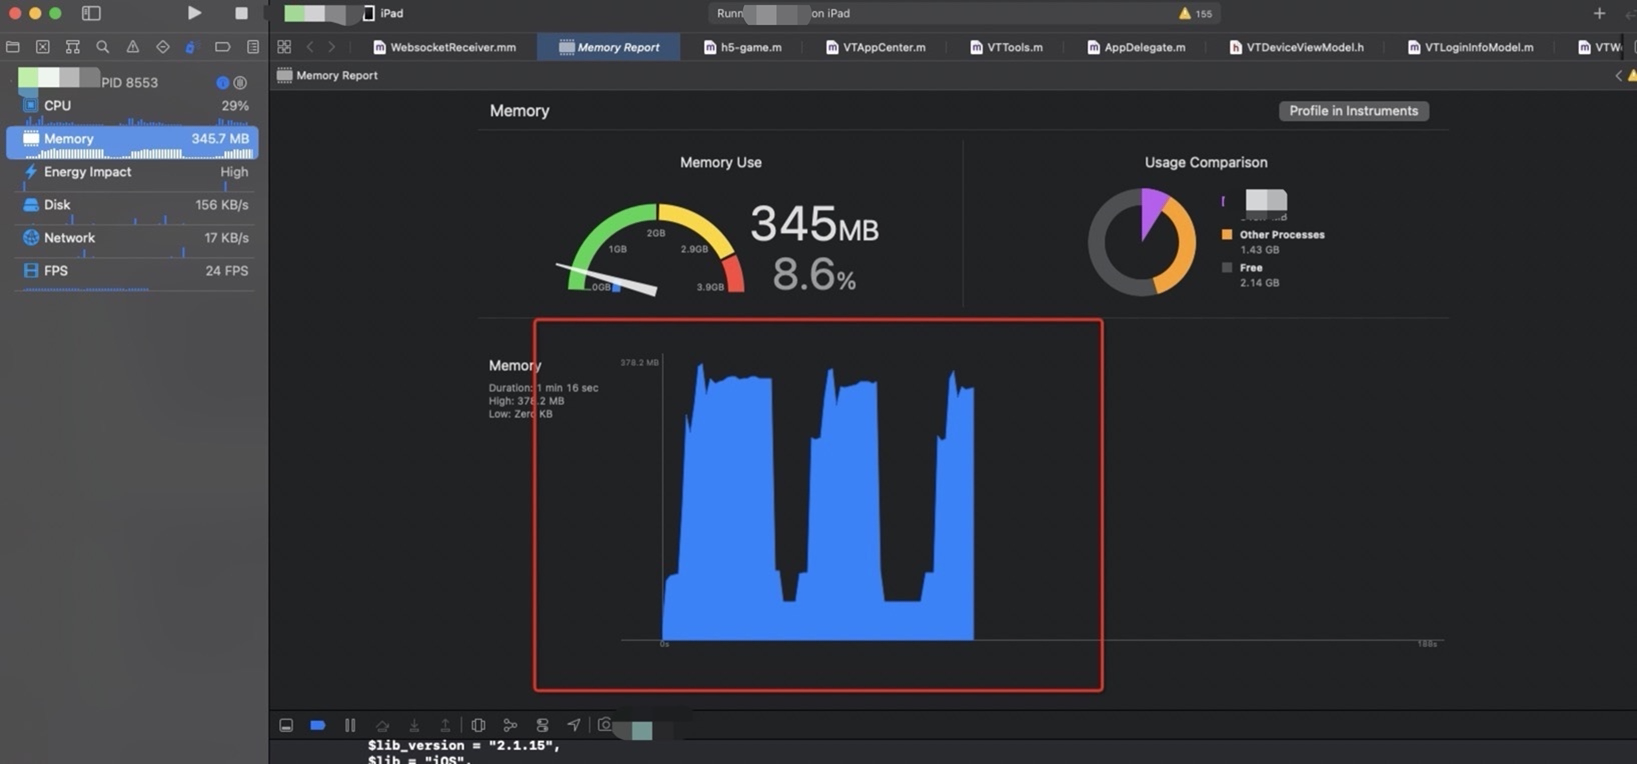 iPad
Runn on iPad
155
WebsocketReceiver.mm
Memory Report
h5-game.m
VTAppCenter.m
VTTools.m
AppDelegate.m
VTDeviceViewModel.h
VTLoginInfoModel.m
VTW
PID 8553
CPU 29%
Memory 345.7 MB
Energy Impact High
Disk 156 KB/s
Network 17 KB/s
FPS 24 FPS
Memory Report
Memory
Profile in Instruments
Memory Use
0GB
1GB
2GB
2.9GB
3.9GB
345MB
8.6%
Usage Comparison
Other Processes
1.43 GB
Free
2.14 GB
Memory
Duration: 1 min 16 sec
High: 378.2 MB
Low: Zero KB
378.2 MB
0s
188s
$lib_version = "2.1.15",
$lib = "iOS",